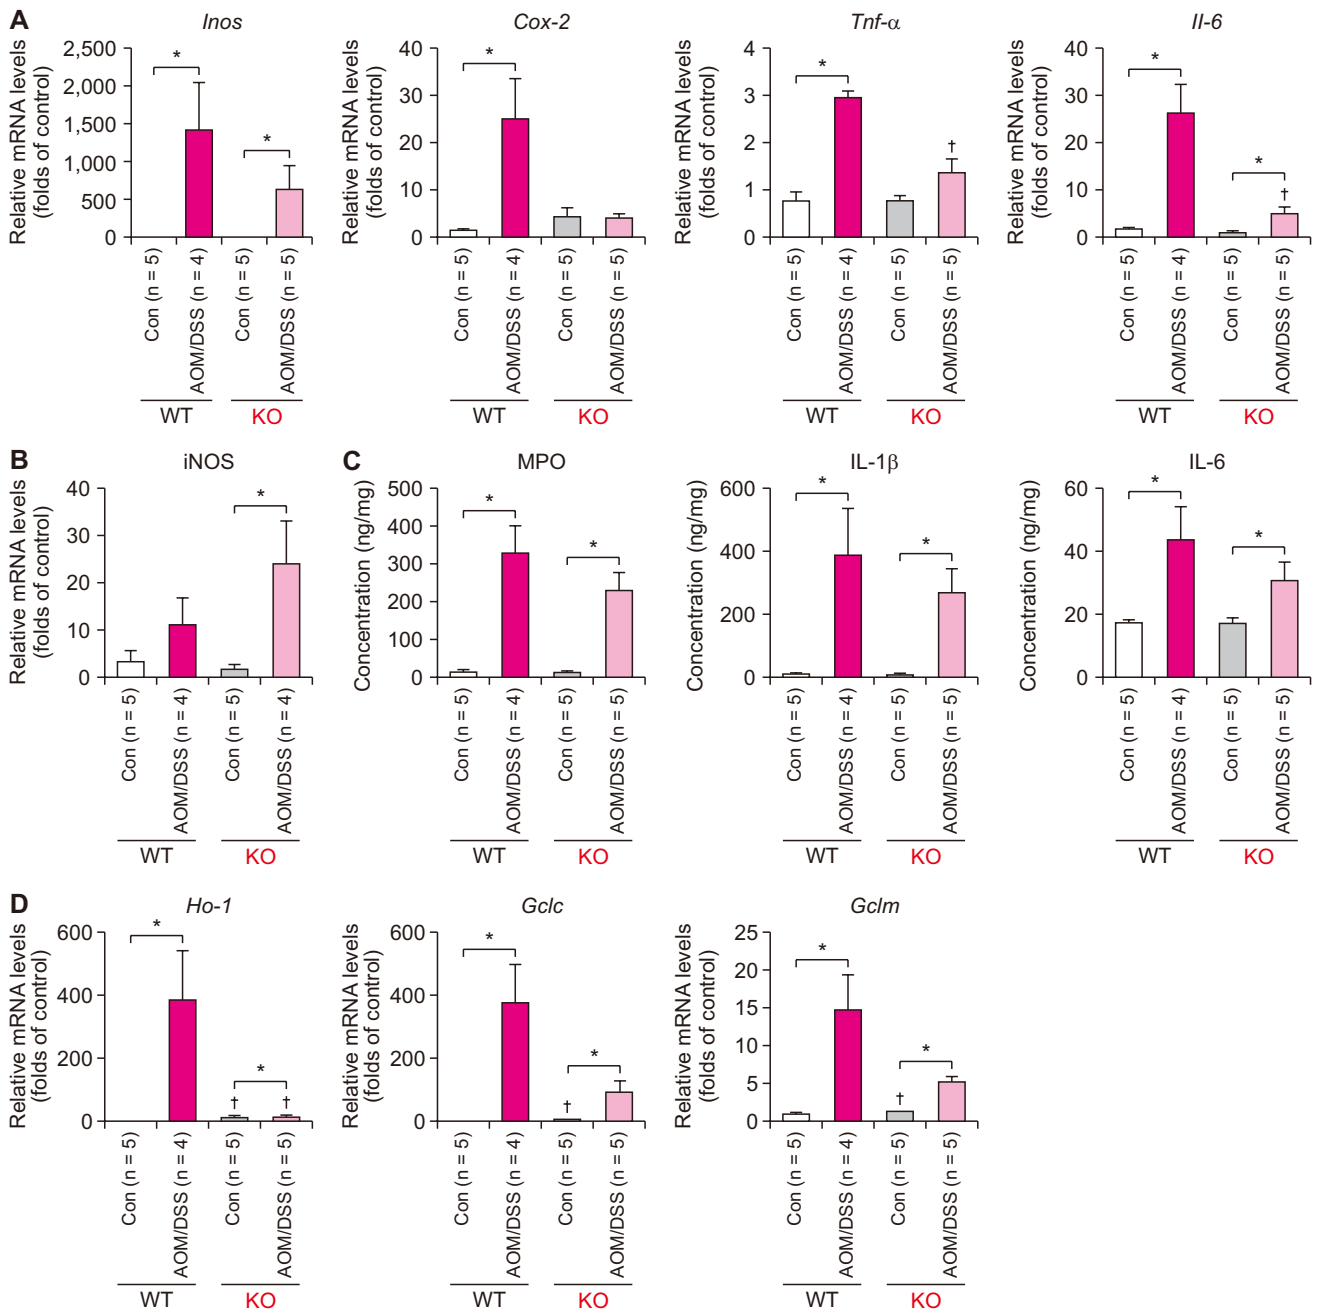 A
Inos
Relative mRNA levels
(folds of control)
2,500
2,000
1,500
1,000
500
0
*
*
Con (n = 5)
AOM/DSS (n = 4)
Con (n = 5)
AOM/DSS (n = 5)
WT
KO
Cox-2
Relative mRNA levels
(folds of control)
40
30
20
10
0
*
Con (n = 5)
AOM/DSS (n = 4)
Con (n = 5)
AOM/DSS (n = 5)
WT
KO
Tnf-α
Relative mRNA levels
(folds of control)
4
3
2
1
0
*
†
Con (n = 5)
AOM/DSS (n = 4)
Con (n = 5)
AOM/DSS (n = 5)
WT
KO
Il-6
Relative mRNA levels
(folds of control)
40
30
20
10
0
*
*
†
Con (n = 5)
AOM/DSS (n = 4)
Con (n = 5)
AOM/DSS (n = 5)
WT
KO
B
iNOS
Relative mRNA levels
(folds of control)
40
30
20
10
0
*
Con (n = 5)
AOM/DSS (n = 4)
Con (n = 5)
AOM/DSS (n = 5)
WT
KO
C
MPO
Concentration (ng/mg)
500
400
300
200
100
0
*
*
Con (n = 5)
AOM/DSS (n = 4)
Con (n = 5)
AOM/DSS (n = 5)
WT
KO
IL-1β
Concentration (ng/mg)
600
400
200
0
*
*
Con (n = 5)
AOM/DSS (n = 4)
Con (n = 5)
AOM/DSS (n = 5)
WT
KO
IL-6
Concentration (ng/mg)
60
40
20
0
*
*
Con (n = 5)
AOM/DSS (n = 4)
Con (n = 5)
AOM/DSS (n = 5)
WT
KO
D
Ho-1
Relative mRNA levels
(folds of control)
600
400
200
0
*
*
†
†
Con (n = 5)
AOM/DSS (n = 4)
Con (n = 5)
AOM/DSS (n = 5)
WT
KO
Gclc
Relative mRNA levels
(folds of control)
600
400
200
0
*
*
†
Con (n = 5)
AOM/DSS (n = 4)
Con (n = 5)
AOM/DSS (n = 5)
WT
KO
Gclm
Relative mRNA levels
(folds of control)
25
20
15
10
5
0
*
*
†
Con (n = 5)
AOM/DSS (n = 4)
Con (n = 5)
AOM/DSS (n = 5)
WT
KO